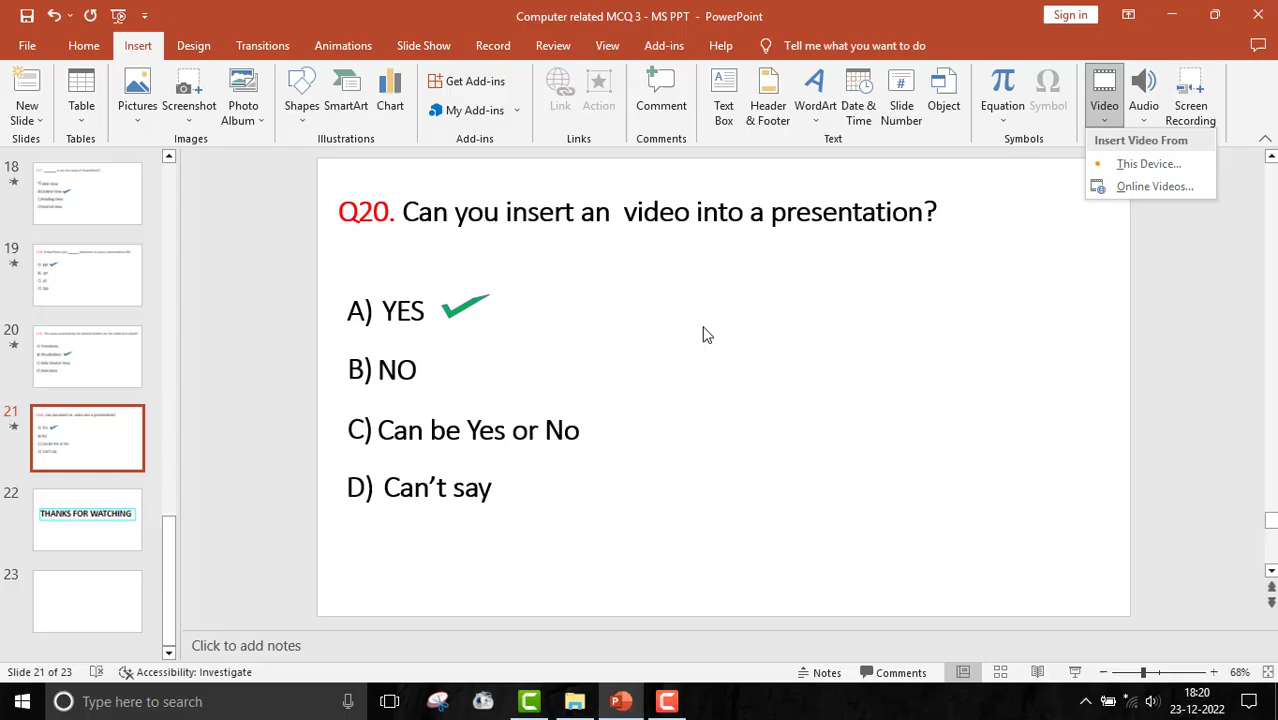 Computer related MCQ 3 - MS PPT - PowerPoint
Sign in
File Home Insert Design Transitions Animations Slide Show Record Review View Add-ins Help Tell me what you want to do
New Slide
Table
Pictures
Screenshot
Photo Album
Shapes
SmartArt
Chart
Get Add-ins
My Add-ins
Link
Action
Comment
Text Box
Header & Footer
WordArt
Date & Time
Slide Number
Object
Equation
Symbol
Video
Audio
Screen Recording
Slides Tables Images Illustrations Add-ins Links Comments Text Symbols
Insert Video From
This Device...
Online Videos...
18
19
20
21
22
THANKS FOR WATCHING
23
Q20. Can you insert an video into a presentation?
A) YES
B) NO
C) Can be Yes or No
D) Can't say
Click to add notes
Slide 21 of 23 Accessibility: Investigate Notes Comments 68%
Type here to search
18:20
23-12-2022